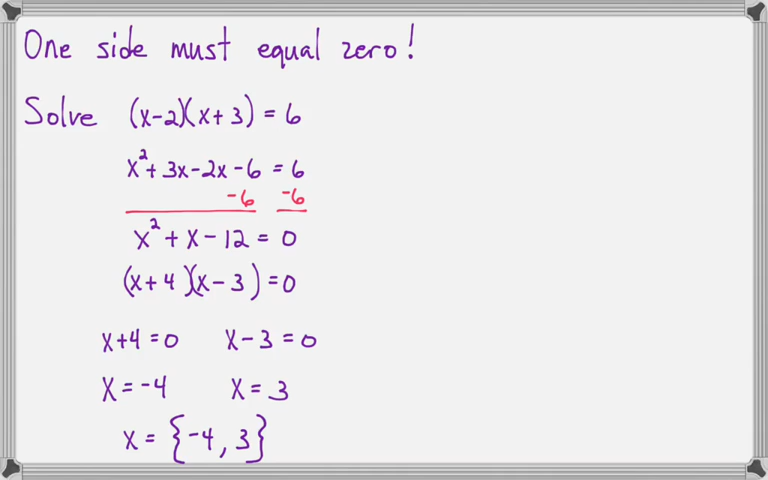 One side must equal zero!
Solve (x-2)(x+3) = 6
x² + 3x - 2x - 6 = 6
-6 -6
x² + x - 12 = 0
(x+4)(x-3) = 0
x+4=0 x-3=0
x=-4 x=3
x = {-4, 3}